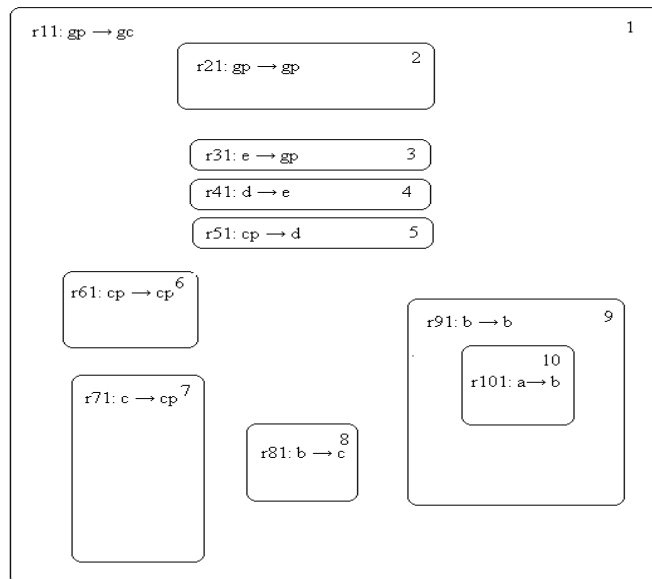 r11: gp → gc
1
r21: gp → gp
2
r31: e → gp
3
r41: d → e
4
r51: cp → d
5
r61: cp → cp
6
r91: b → b
9
10
r101: a → b
r71: c → cp
7
8
r81: b → c